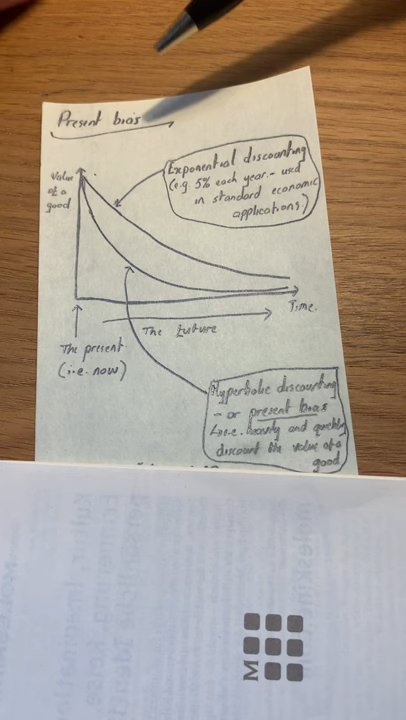 Present bias
Value
of a
good
Exponential discounting
(e.g. 5% each year - used
in standard economic
applications)
Time.
The future
The present
(i.e. now)
Hyperbolic discounting
- or present bias
i.e. and quickly
discount the value of a
good
M